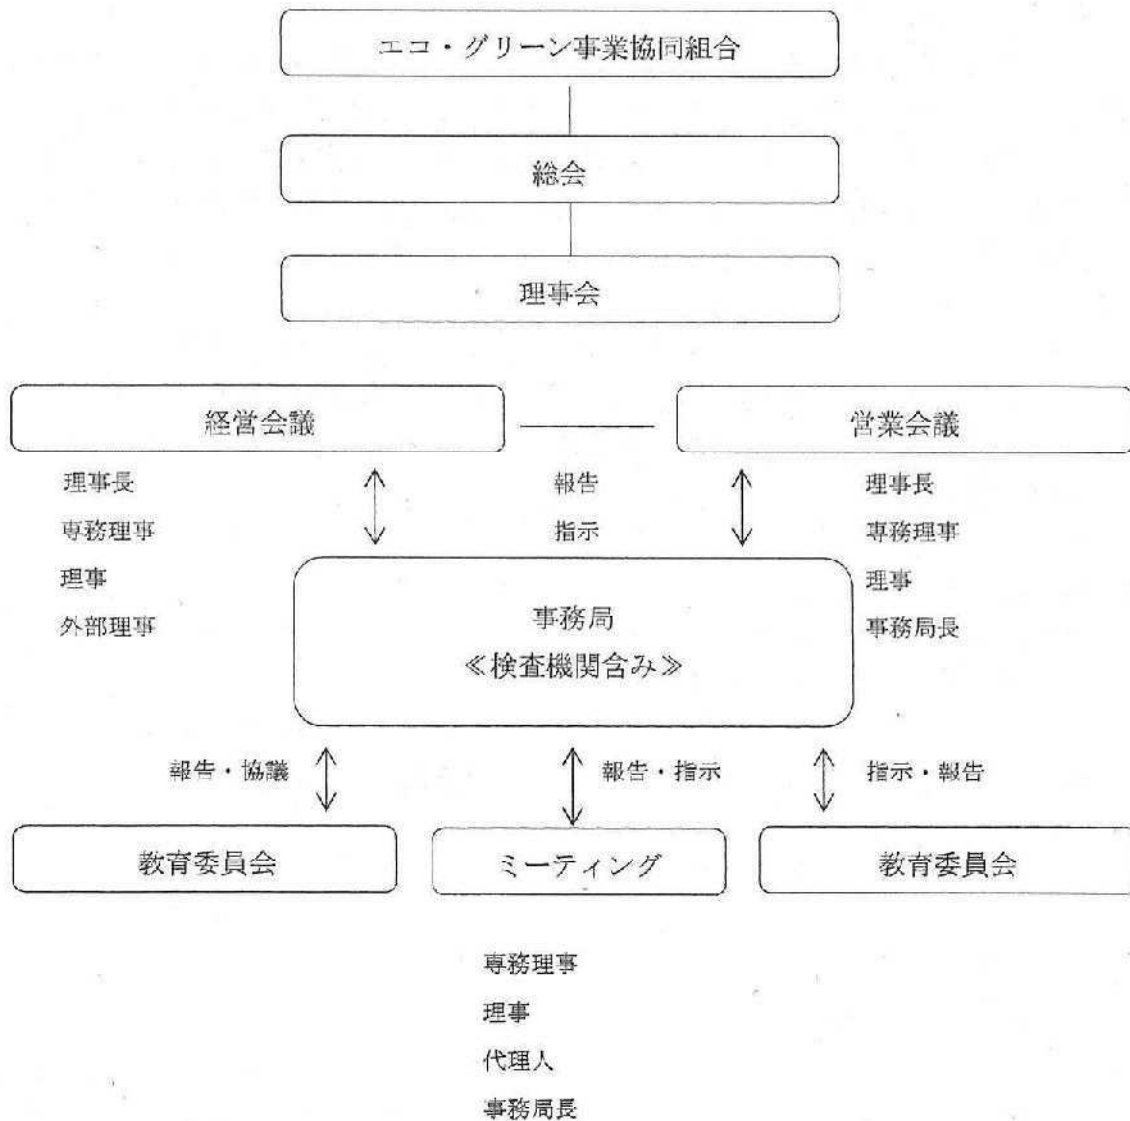 エコ・グリーン事業協同組合
総会
理事会
経営会議
営業会議
理事長
専務理事
理事
外部理事
報告
指示
理事長
専務理事
理事
事務局長
事務局
≪検査機関含み≫
報告・協議
報告・指示
指示・報告
教育委員会
ミーティング
教育委員会
専務理事
理事
代理人
事務局長